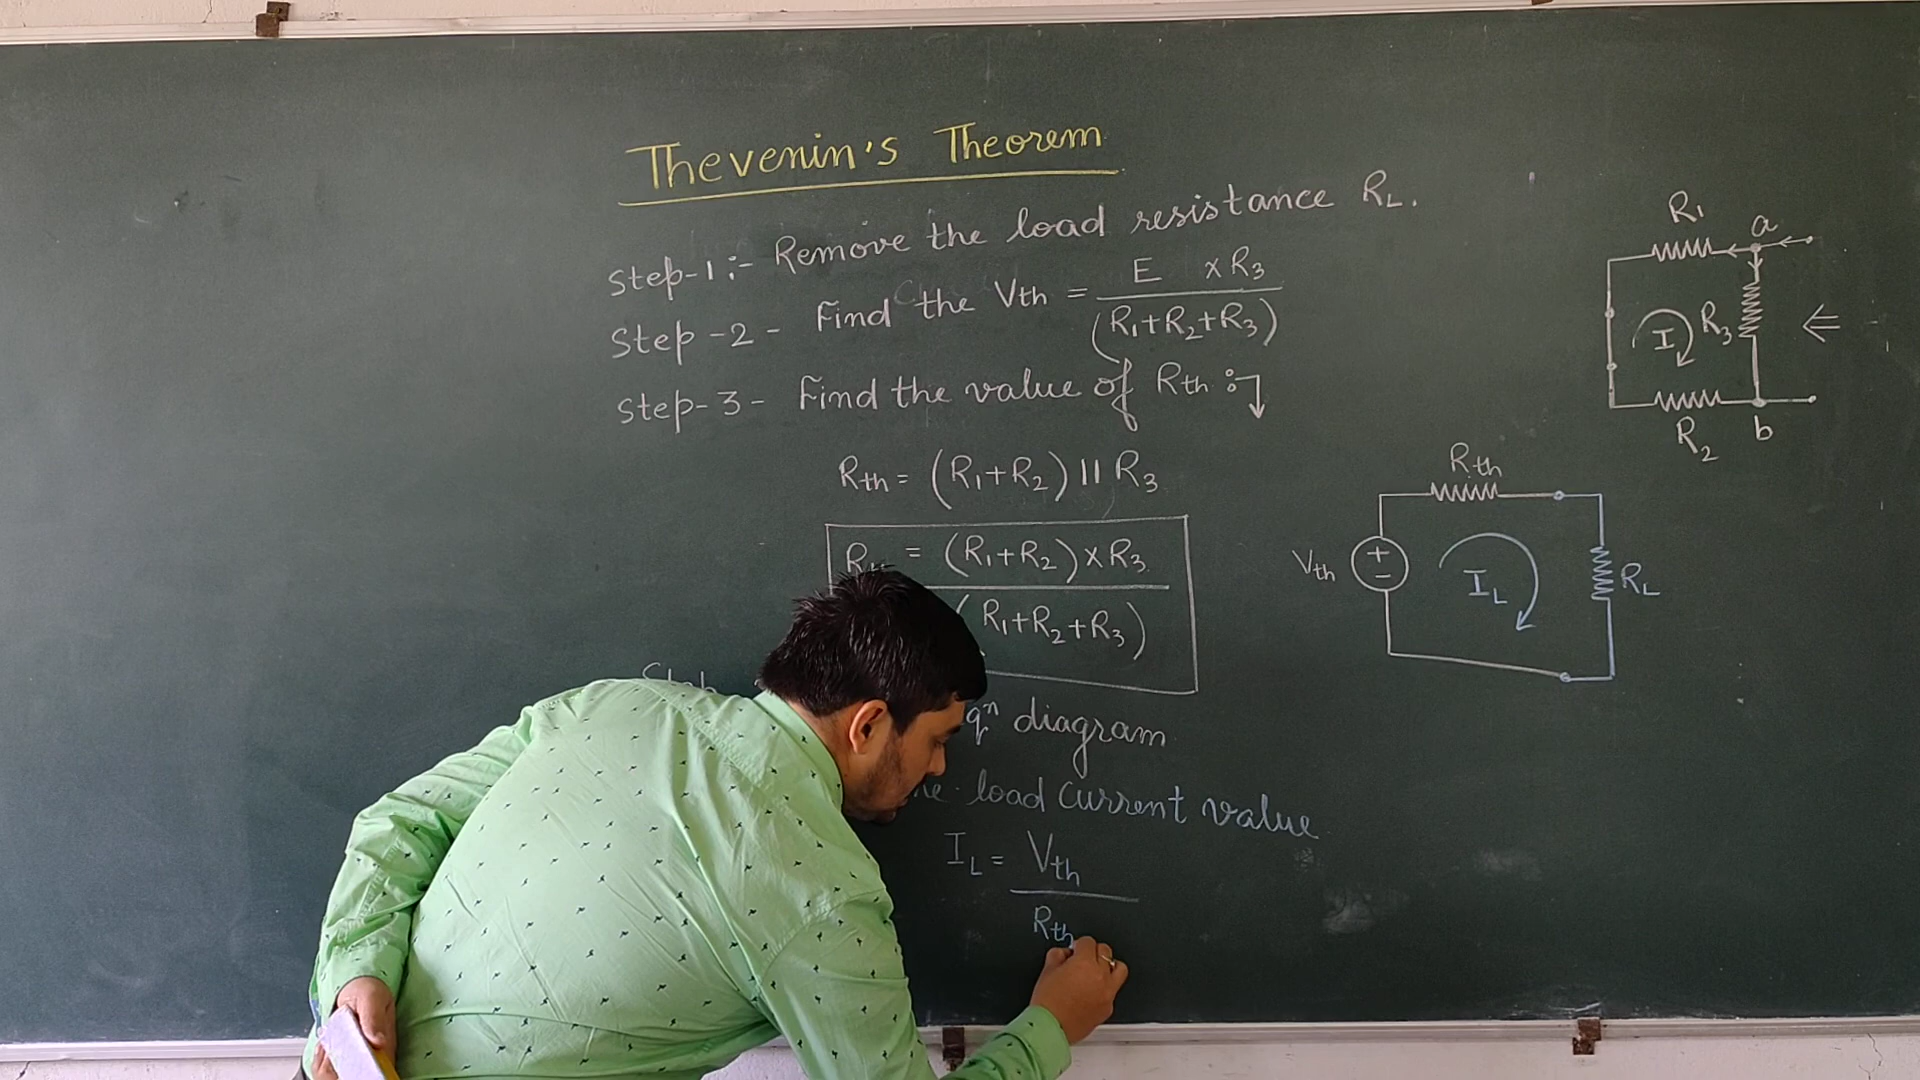 Thevenin's Theorem
Step-1:- Remove the load resistance RL.
Step-2- Find the Vth = E x R3
(R1+R2+R3)
Step-3- Find the value of Rth :
Rth = (R1+R2) || R3
= (R1+R2) x R3
(R1+R2+R3)
Step
qn diagram
load current value
IL = Vth
Rth
R1
a
I
R3
R2
b
Rth
Vth
+
-
IL
RL